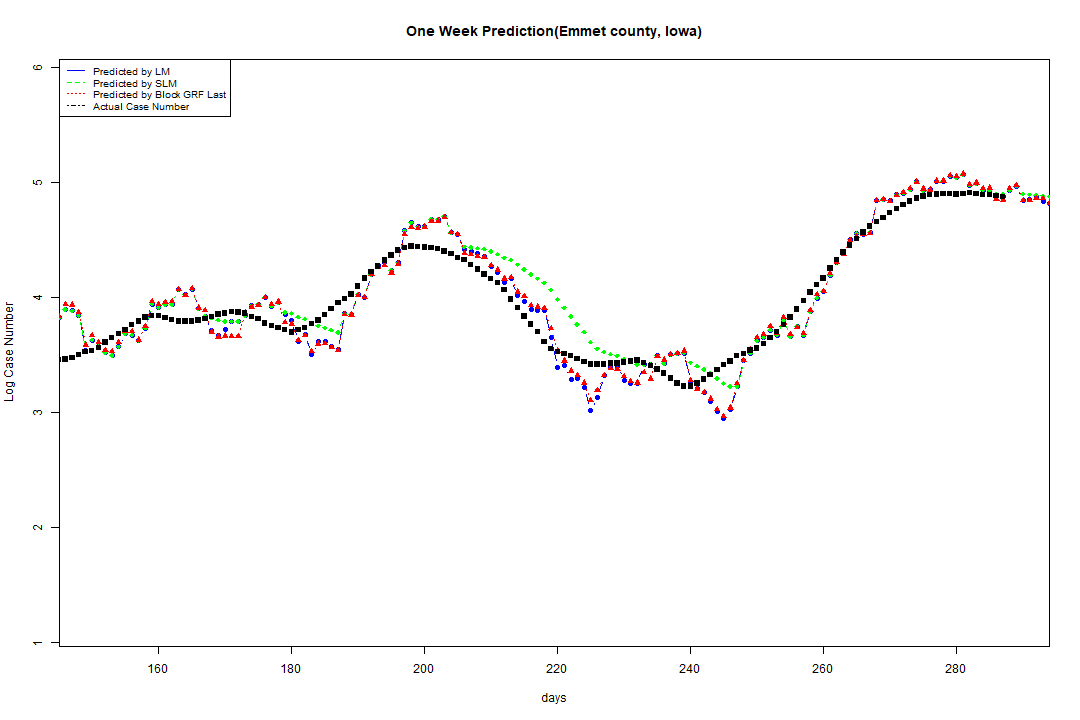 One Week Prediction(Emmet county, Iowa)
Predicted by LM
Predicted by SLM
Predicted by Block GRF Last
Actual Case Number
Log Case Number
6
5
4
3
2
1
160 180 200 220 240 260 280
days